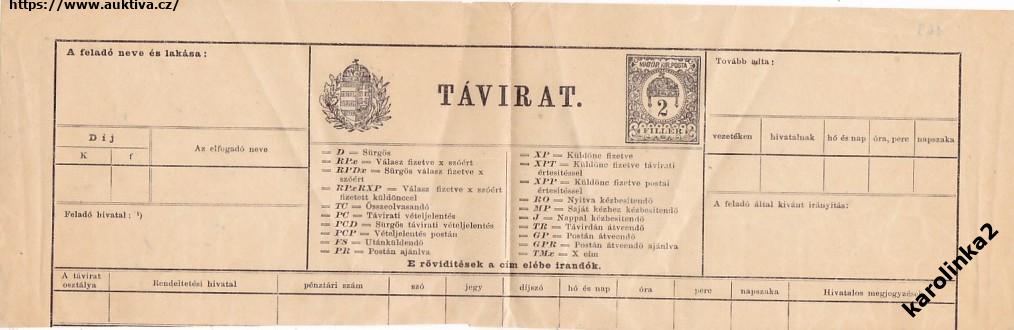 https://www.auktiva.cz/
A feladó neve és lakása:
Díj
K f
Az elfogadó neve
Feladó hivatal: ¹)
TÁVIRAT.
MAGYAR KIR. POSTA
2
FILLÉR
= D = Sürgős
= RPx = Válasz fizetve x szóért
= RPDx = Sürgős válasz fizetve x
szóért
= RPxRXP = Válasz fizetve x szóért
fizetett küldönccel
= TC = Összeolvasandó
= PC = Távirati vételjelentés
= PCD = Sürgős távirati vételjelentés
= PCP = Vételjelentés postán
= FS = Utánküldendő
= PR = Postán ajánlva
= XP = Küldönc fizetve
= XPT = Küldönc fizetve távirati
értesítéssel
= XPP = Küldönc fizetve postai
értesítéssel
= RO = Nyitva kézbesítendő
= MP = Saját kézhez kézbesítendő
= J = Nappal kézbesítendő
= TR = Távirdán átveendő
= GP = Postán átveendő
= GPR = Postán átveendő ajánlva
= TMx = X cím
E rövidítések a cím elébe irandók.
Tovább adta:
vezetéken hivatalnak hó és nap óra, perc napszaka
A feladó által kivánt irányítás:
A távirat
osztálya
Rendeltetési hivatal pénztári szám szó jegy díjszó hó és nap óra perc napszaka Hivatalos megjegyzések
karolinka2